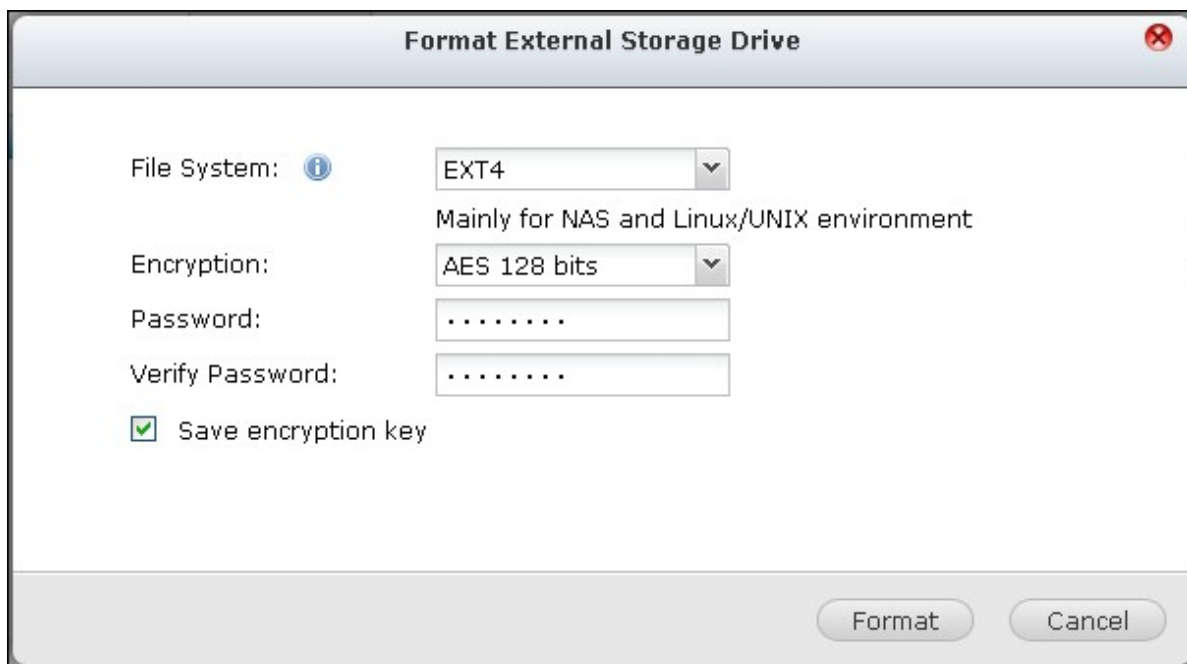 Format External Storage Drive
File System:
EXT4
Mainly for NAS and Linux/UNIX environment
Encryption:
AES 128 bits
Password:
........
Verify Password:
........
Save encryption key
Format
Cancel